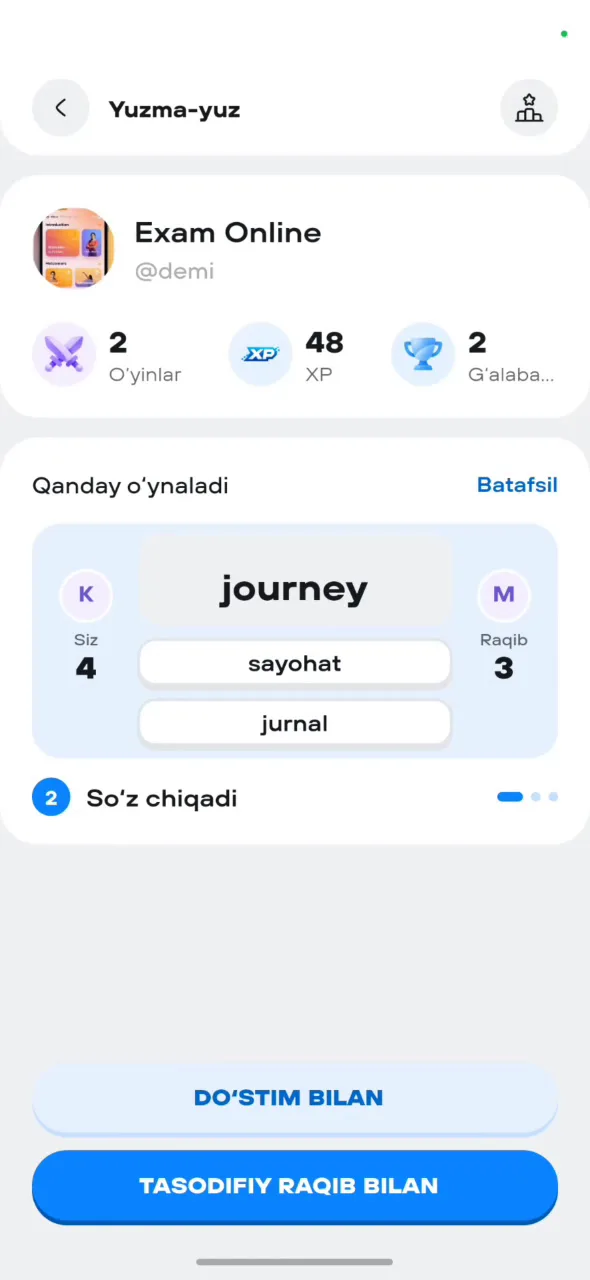 Yuzma-yuz
Exam Online
@demi
2
O‘yinlar
48
XP
XP
2
G‘alaba...
Qanday o‘ynaladi
Batafsil
K
Siz
4
journey
sayohat
jurnal
M
Raqib
3
2
So‘z chiqadi
DO‘STIM BILAN
TASODIFIY RAQIB BILAN